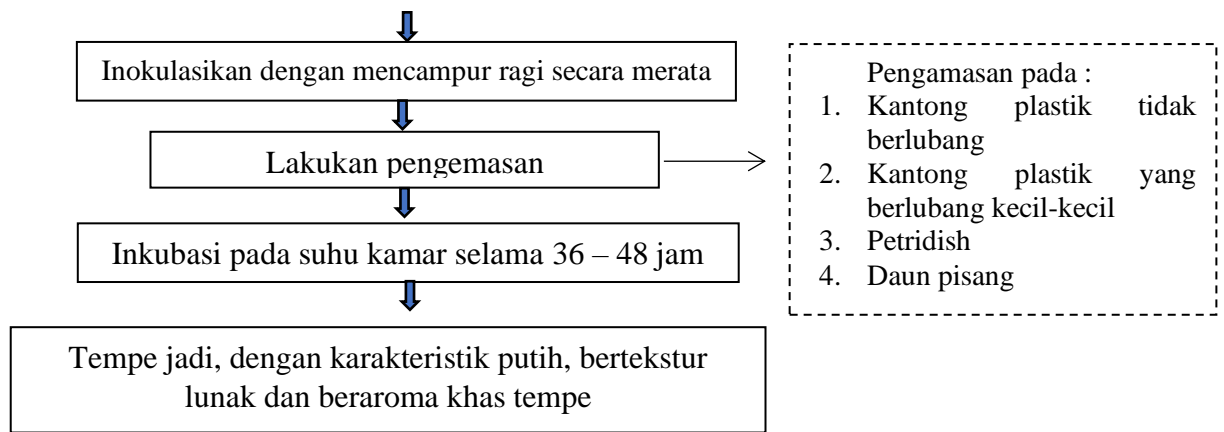 Inokulasikan dengan mencampur ragi secara merata
Lakukan pengemasan
Inkubasi pada suhu kamar selama 36 – 48 jam
Tempe jadi, dengan karakteristik putih, bertekstur
lunak dan beraroma khas tempe
Pengamasan pada :
1. Kantong plastik tidak
berlubang
2. Kantong plastik yang
berlubang kecil-kecil
3. Petridish
4. Daun pisang